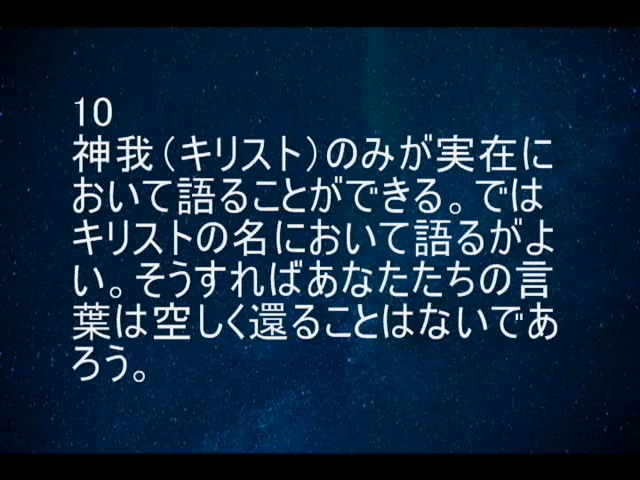 10
神我（キリスト）のみが実在に
おいて語ることができる。では
キリストの名において語るがよ
い。そうすればあなたたちの言
葉は空しく還ることはないであ
ろう。